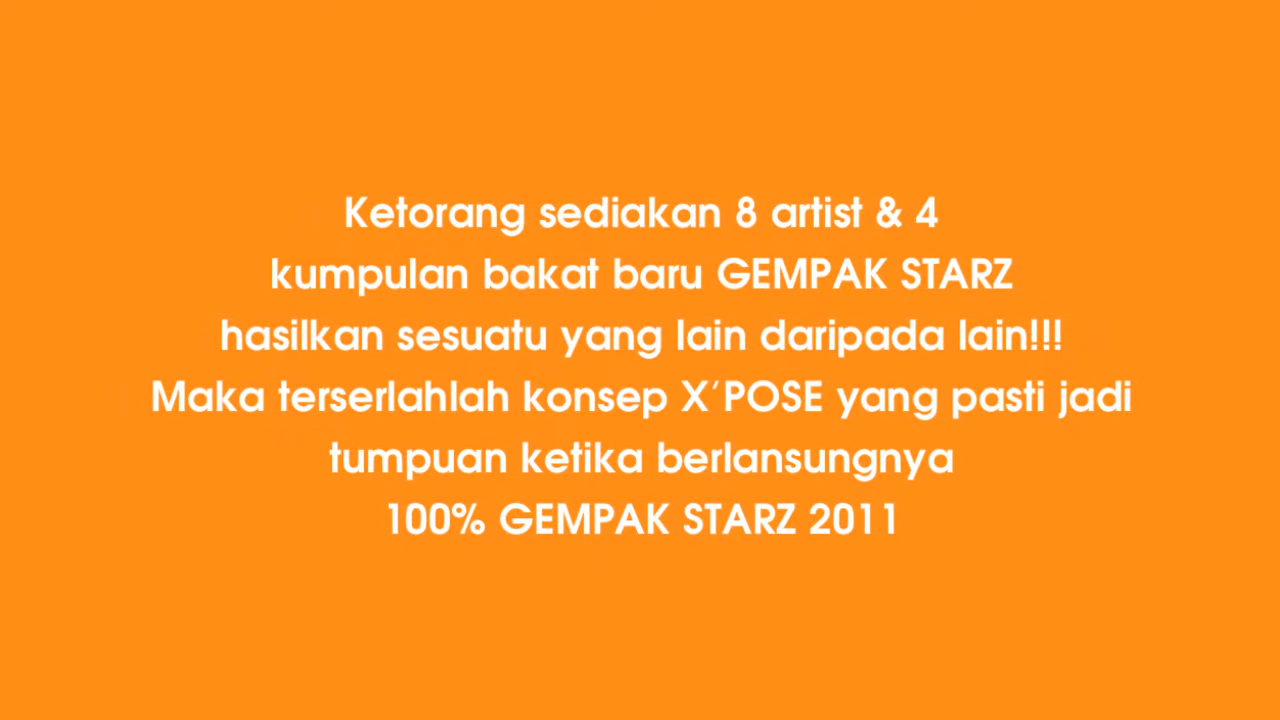 Ketorang sediakan 8 artist & 4
kumpulan bakat baru GEMPAK STARZ
hasilkan sesuatu yang lain daripada lain!!!
Maka terserlahlah konsep X´POSE yang pasti jadi
tumpuan ketika berlansungnya
100% GEMPAK STARZ 2011